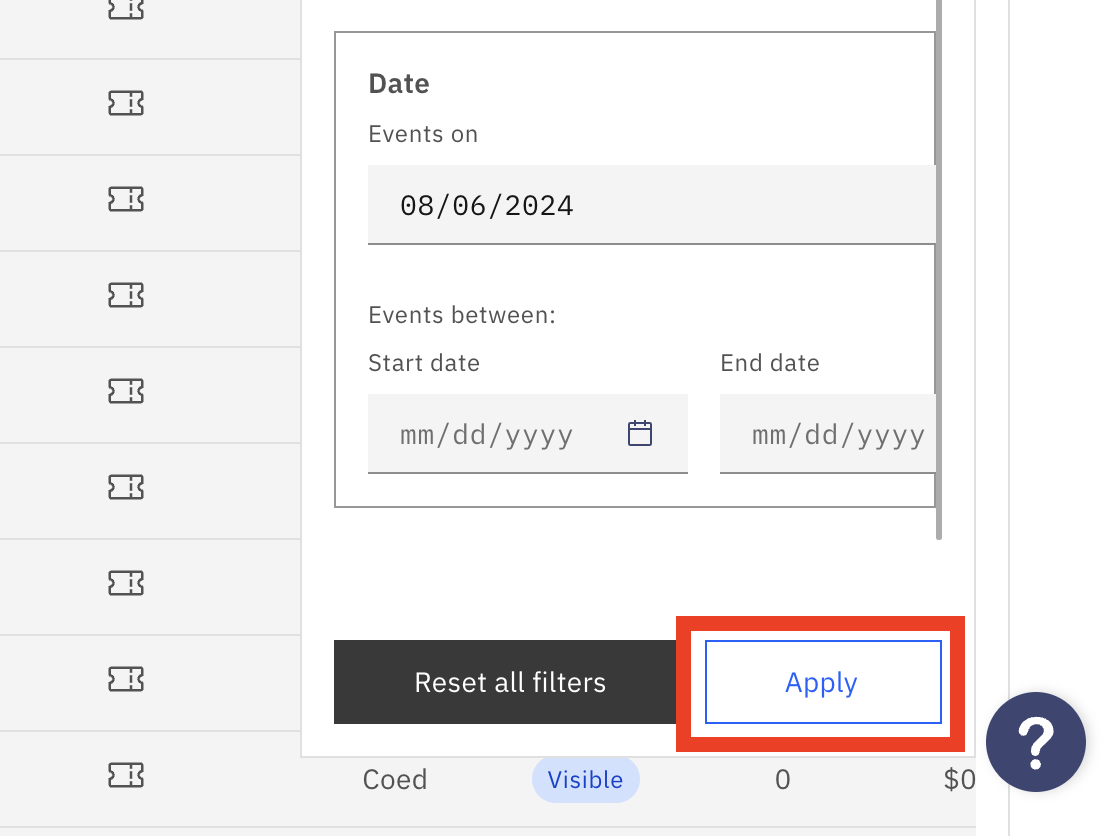 Date
Events on
08/06/2024
Events between:
Start date End date
mm/dd/yyyy mm/dd/yyyy
Reset all filters Apply
?
Coed Visible 0 $0